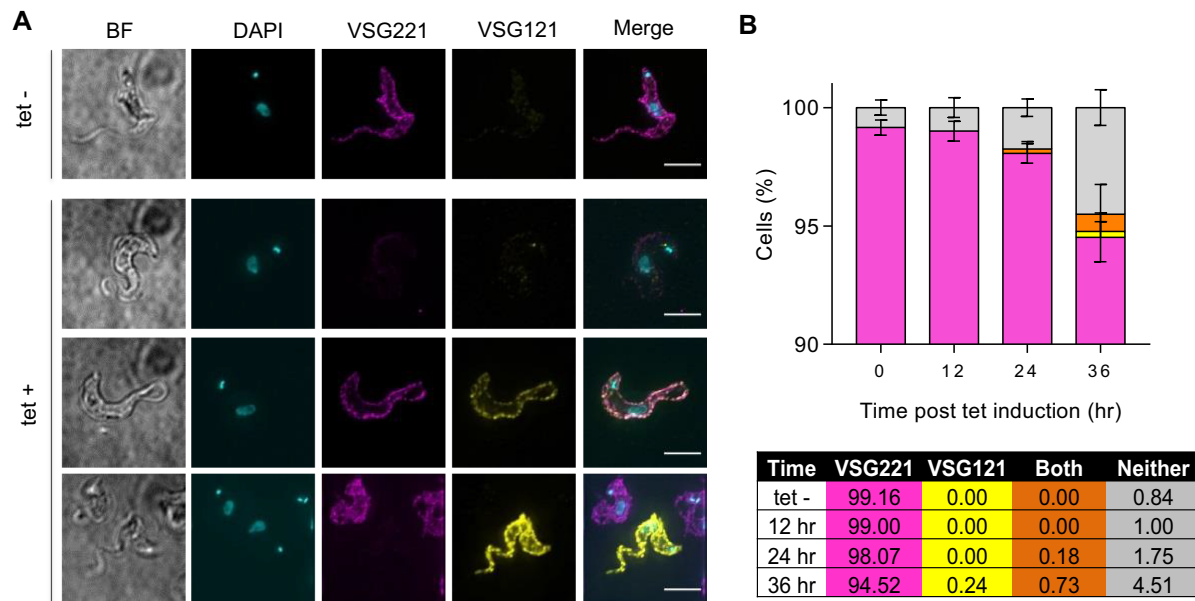 A
BF DAPI VSG221 VSG121 Merge
tet -
tet +
B
Cells (%)
100
95
90
0 12 24 36
Time post tet induction (hr)
Time VSG221 VSG121 Both Neither
tet - 99.16 0.00 0.00 0.84
12 hr 99.00 0.00 0.00 1.00
24 hr 98.07 0.00 0.18 1.75
36 hr 94.52 0.24 0.73 4.51